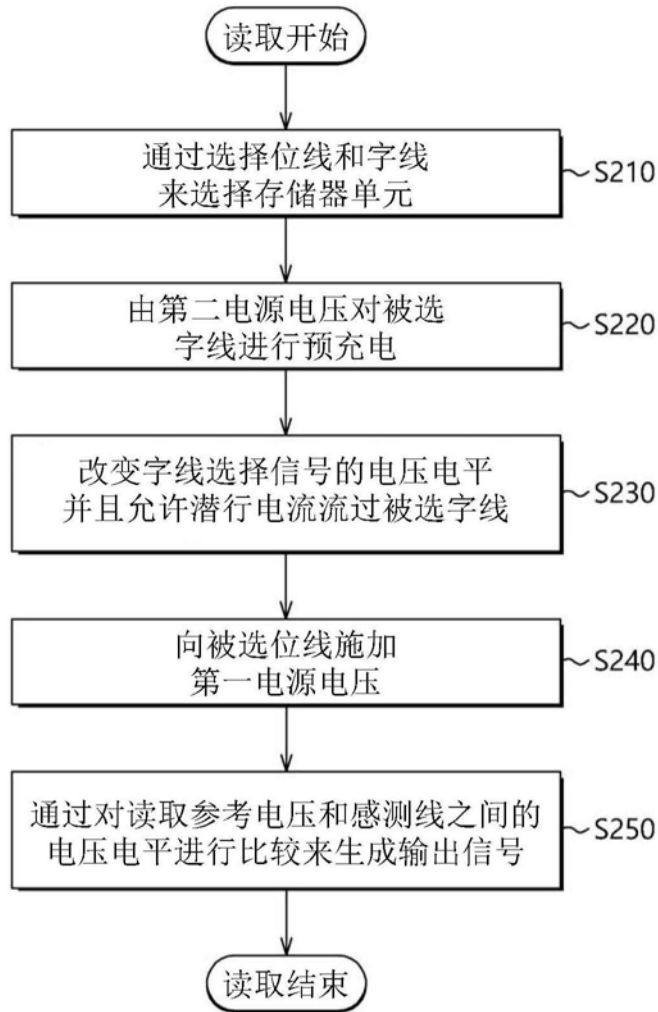 读取开始
通过选择位线和字线
来选择存储器单元
S210
由第二电源电压对被选
字线进行预充电
S220
改变字线选择信号的电压电平
并且允许潜行电流流过被选字线
S230
向被选位线施加
第一电源电压
S240
通过对读取参考电压和感测线之间的
电压电平进行比较来生成输出信号
S250
读取结束